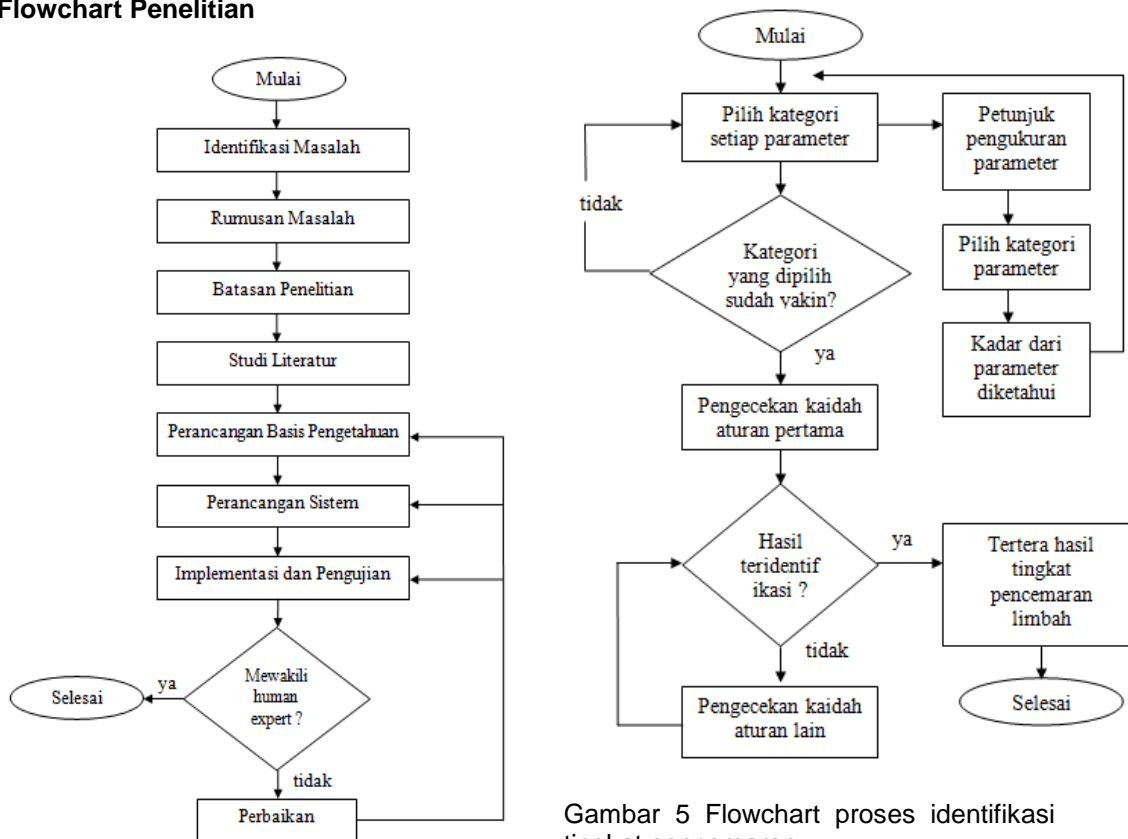 Flowchart Penelitian
Mulai
Identifikasi Masalah
Rumusan Masalah
Batasan Penelitian
Studi Literatur
Perancangan Basis Pengetahuan
Perancangan Sistem
Implementasi dan Pengujian
Mewakili
human
expert ?
ya
Selesai
tidak
Perbaikan
Mulai
Pilih kategori
setiap parameter
Petunjuk
pengukuran
parameter
tidak
Kategori
yang dipilih
sudah yakin?
Pilih kategori
parameter
Kadar dari
parameter
diketahui
ya
Pengecekan kaidah
aturan pertama
Hasil
teridentif
ikasi ?
ya
Tertera hasil
tingkat
pencemaran
limbah
tidak
Pengecekan kaidah
aturan lain
Selesai
Gambar 5 Flowchart proses identifikasi
tingkat pencemaran